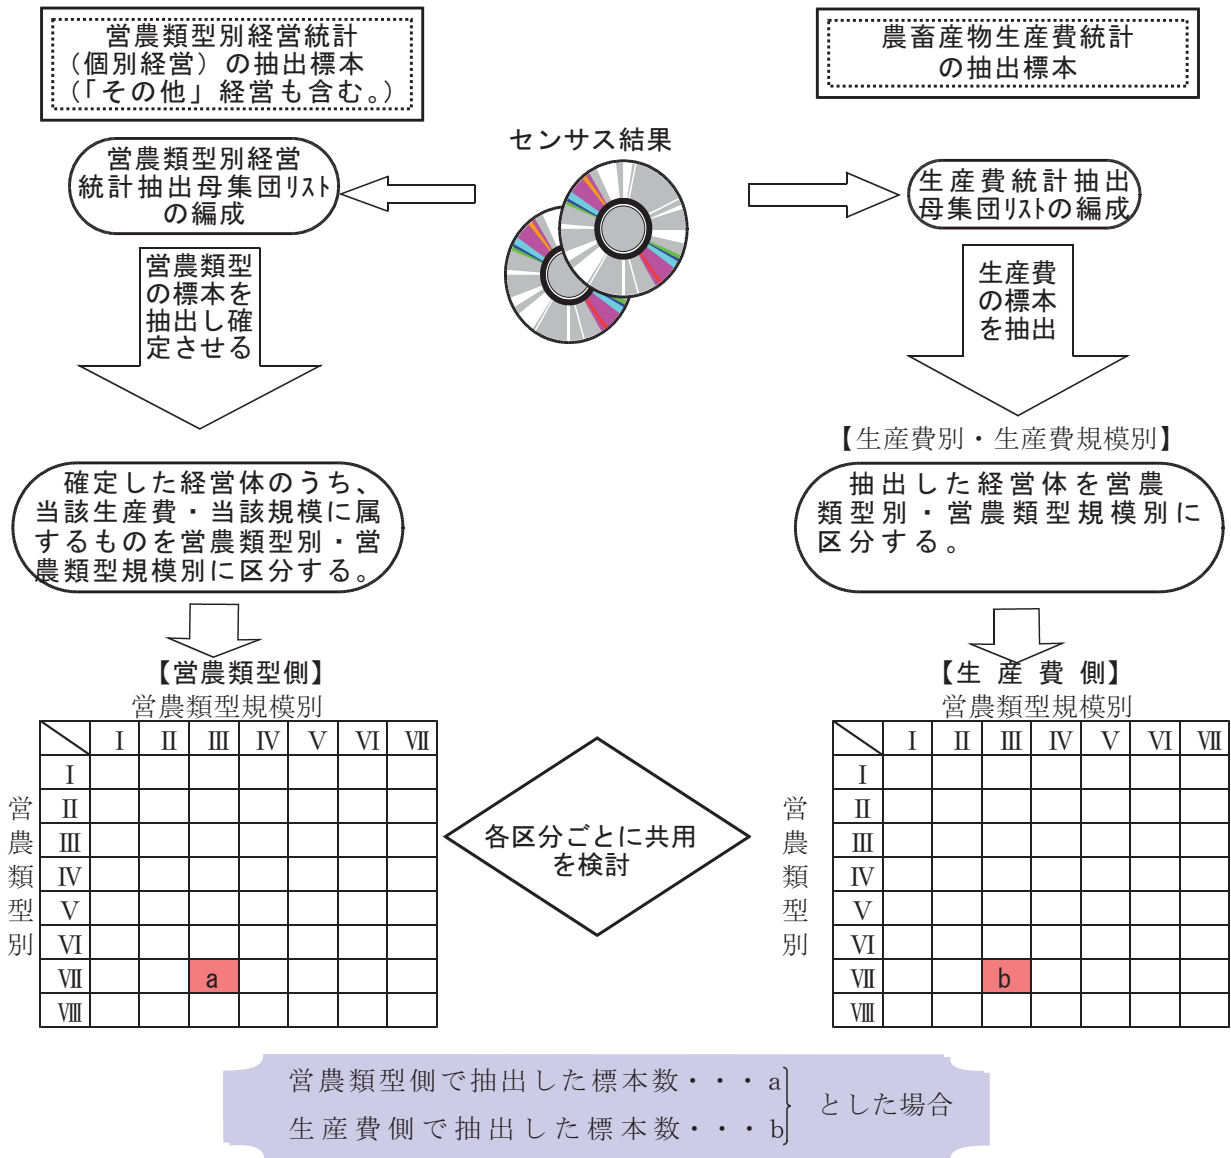 営農類型別経営統計
（個別経営）の抽出標本
（「その他」経営も含む。）
農畜産物生産費統計
の抽出標本
センサス結果
営農類型別経営
統計抽出母集団ﾘｽﾄ
の編成
生産費統計抽出
母集団ﾘｽﾄの編成
営農類型
の標本を
抽出し確
定させる
生産費
の標本
を抽出
【生産費別・生産費規模別】
確定した経営体のうち、
当該生産費・当該規模に属
するものを営農類型別・営
農類型規模別に区分する。
抽出した経営体を営農
類型別・営農類型規模別に
区分する。
【営農類型側】
営農類型規模別
Ⅰ Ⅱ Ⅲ Ⅳ Ⅴ Ⅵ Ⅶ
営農類型別
Ⅰ
Ⅱ
Ⅲ
Ⅳ
Ⅴ
Ⅵ
Ⅶ a
Ⅷ
各区分ごとに共用
を検討
【生産費側】
営農類型規模別
Ⅰ Ⅱ Ⅲ Ⅳ Ⅴ Ⅵ Ⅶ
営農類型別
Ⅰ
Ⅱ
Ⅲ
Ⅳ
Ⅴ
Ⅵ
Ⅶ b
Ⅷ
営農類型側で抽出した標本数・・・a
生産費側で抽出した標本数・・・b
とした場合